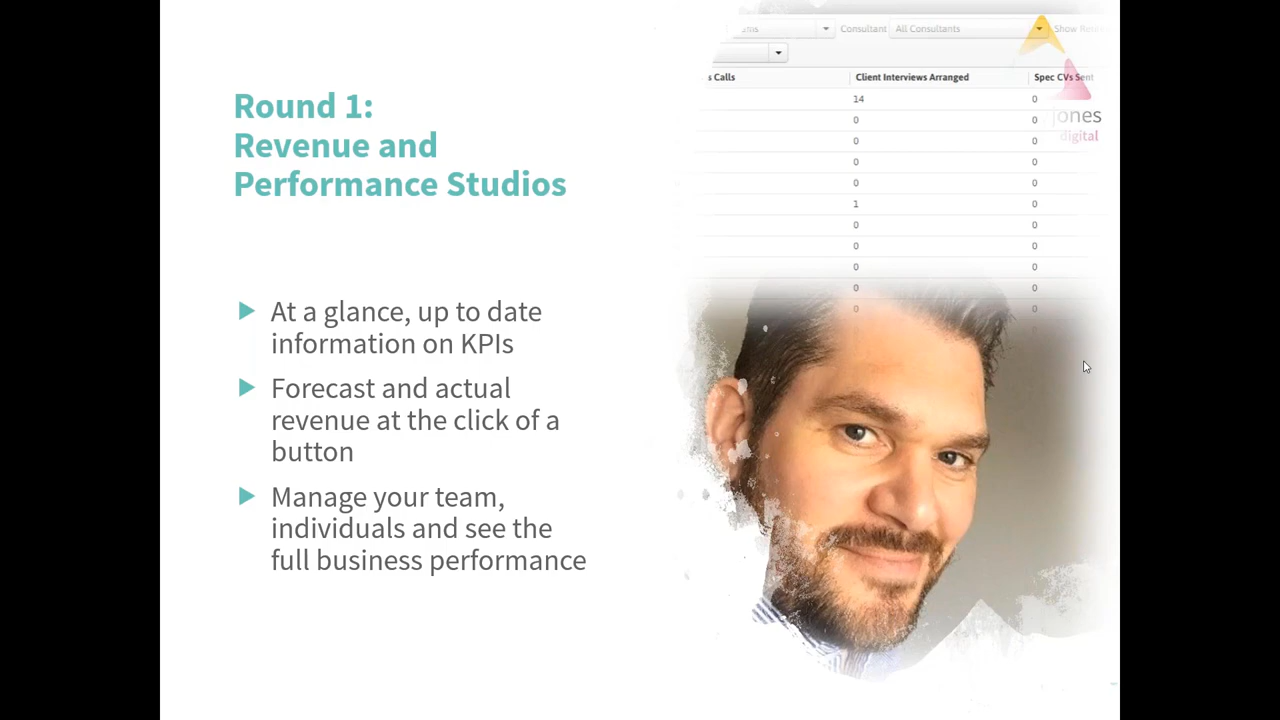 Round 1:
Revenue and
Performance Studios
At a glance, up to date
information on KPIs
Forecast and actual
revenue at the click of a
button
Manage your team,
individuals and see the
full business performance
Consultant All Consultants Show
Calls Client Interviews Arranged Spec CVs Sent
14 0
0 0
0 0
0 0
0 0
1 0
0 0
0 0
0 0
0 0
0 0
jones
digital